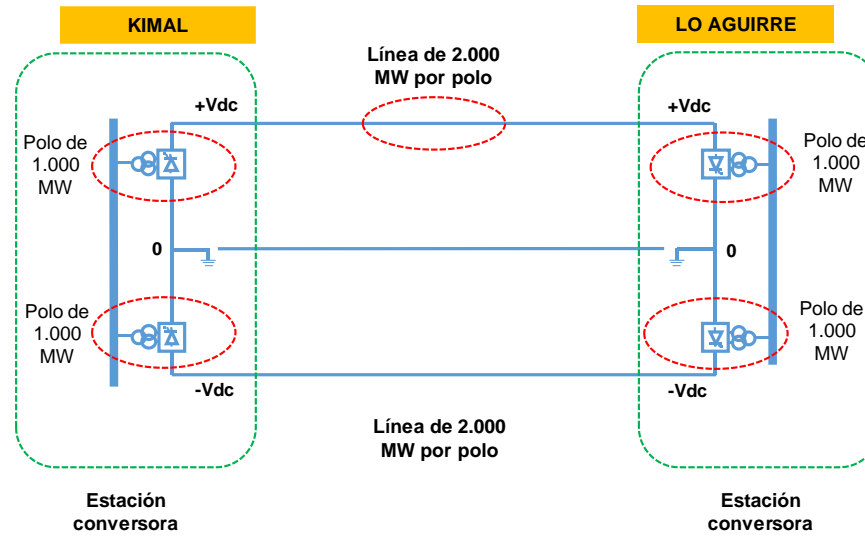 KIMAL
LO AGUIRRE
Línea de 2.000
MW por polo
+Vdc
+Vdc
Polo de
1.000
MW
Polo de
1.000
MW
0
0
Polo de
1.000
MW
Polo de
1.000
MW
-Vdc
-Vdc
Línea de 2.000
MW por polo
Estación
conversora
Estación
conversora